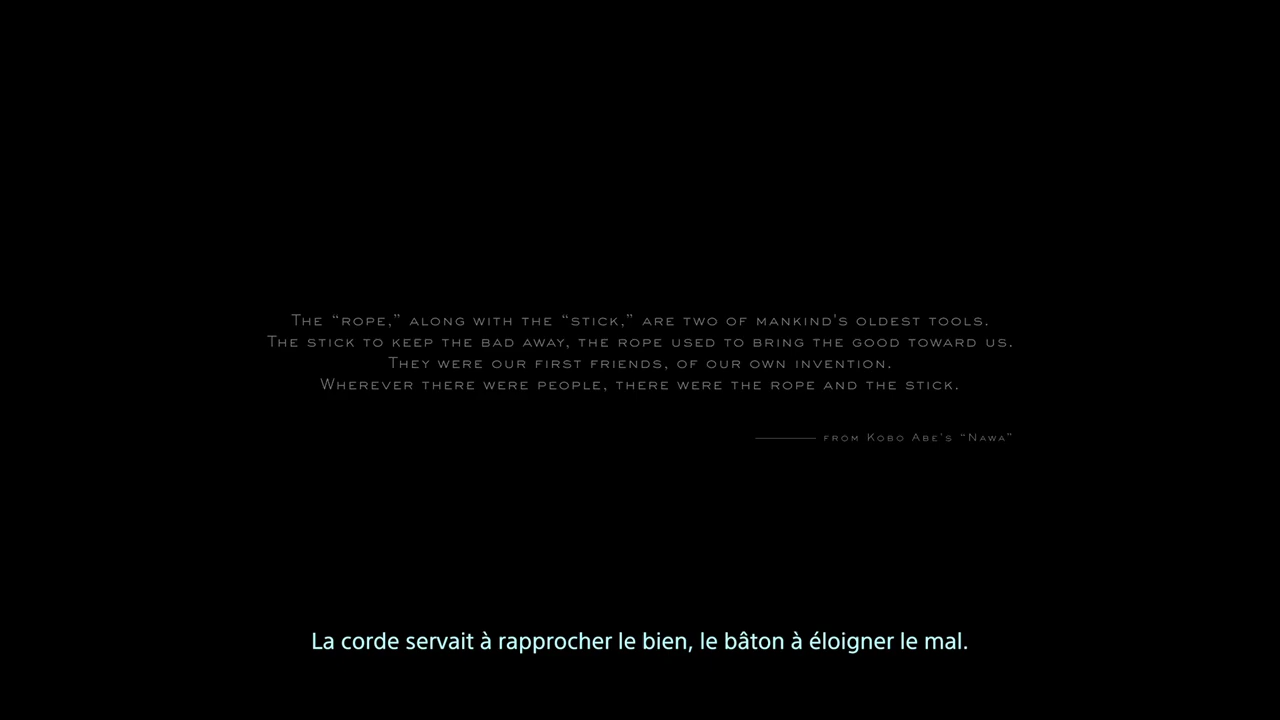 The “rope,” along with the “stick,” are two of mankind's oldest tools.
The stick to keep the bad away, the rope used to bring the good toward us.
They were our first friends, of our own invention.
Wherever there were people, there were the rope and the stick.
from Kobo Abe's “Nawa”
La corde servait à rapprocher le bien, le bâton à éloigner le mal.